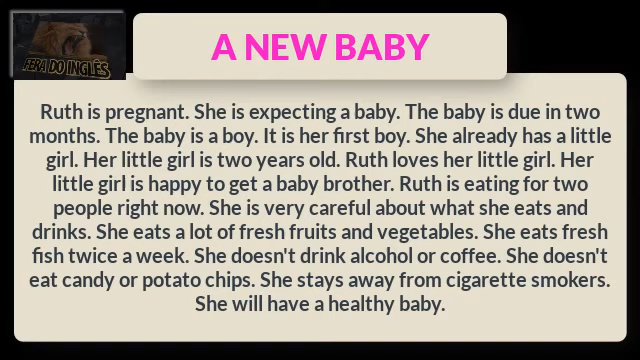 FERA DO INGLÊS
A NEW BABY
Ruth is pregnant. She is expecting a baby. The baby is due in two
months. The baby is a boy. It is her first boy. She already has a little
girl. Her little girl is two years old. Ruth loves her little girl. Her
little girl is happy to get a baby brother. Ruth is eating for two
people right now. She is very careful about what she eats and
drinks. She eats a lot of fresh fruits and vegetables. She eats fresh
fish twice a week. She doesn't drink alcohol or coffee. She doesn't
eat candy or potato chips. She stays away from cigarette smokers.
She will have a healthy baby.